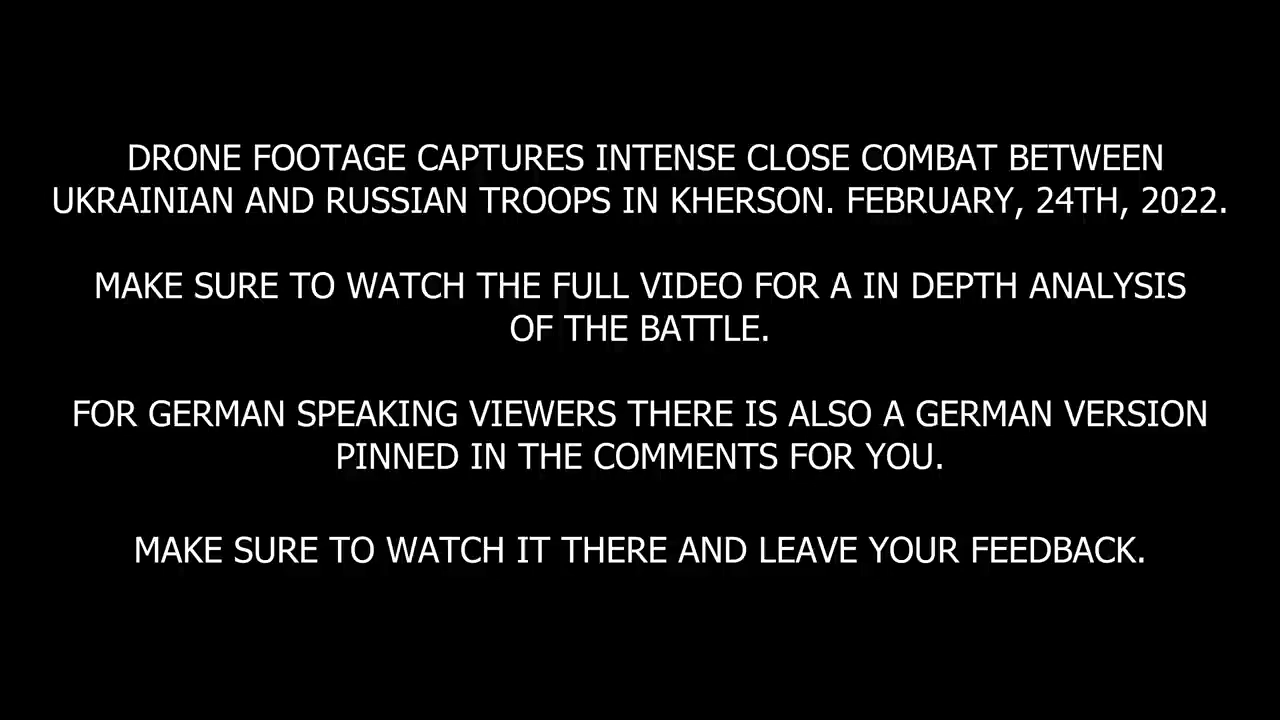 DRONE FOOTAGE CAPTURES INTENSE CLOSE COMBAT BETWEEN
UKRAINIAN AND RUSSIAN TROOPS IN KHERSON. FEBRUARY, 24TH, 2022.
MAKE SURE TO WATCH THE FULL VIDEO FOR A IN DEPTH ANALYSIS
OF THE BATTLE.
FOR GERMAN SPEAKING VIEWERS THERE IS ALSO A GERMAN VERSION
PINNED IN THE COMMENTS FOR YOU.
MAKE SURE TO WATCH IT THERE AND LEAVE YOUR FEEDBACK.